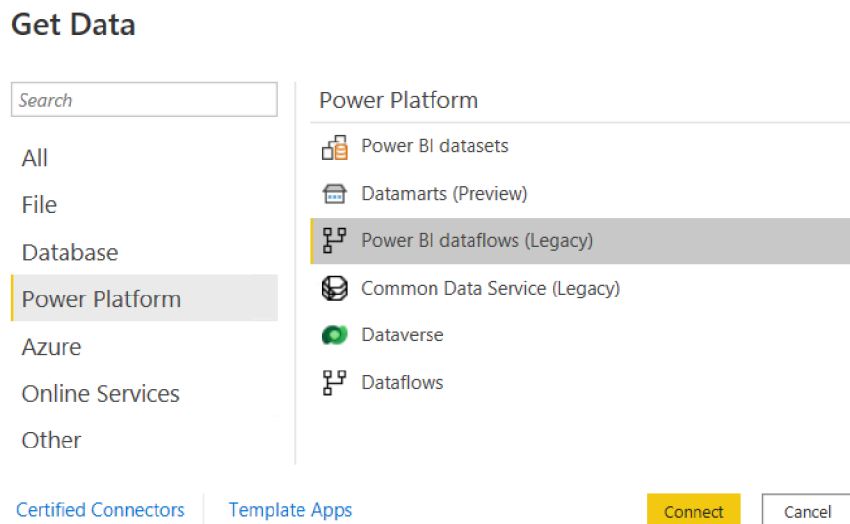 Get Data
Search
All
File
Database
Power Platform
Azure
Online Services
Other
Power Platform
Power BI datasets
Datamarts (Preview)
Power BI dataflows (Legacy)
Common Data Service (Legacy)
Dataverse
Dataflows
Certified Connectors
Template Apps
Connect
Cancel